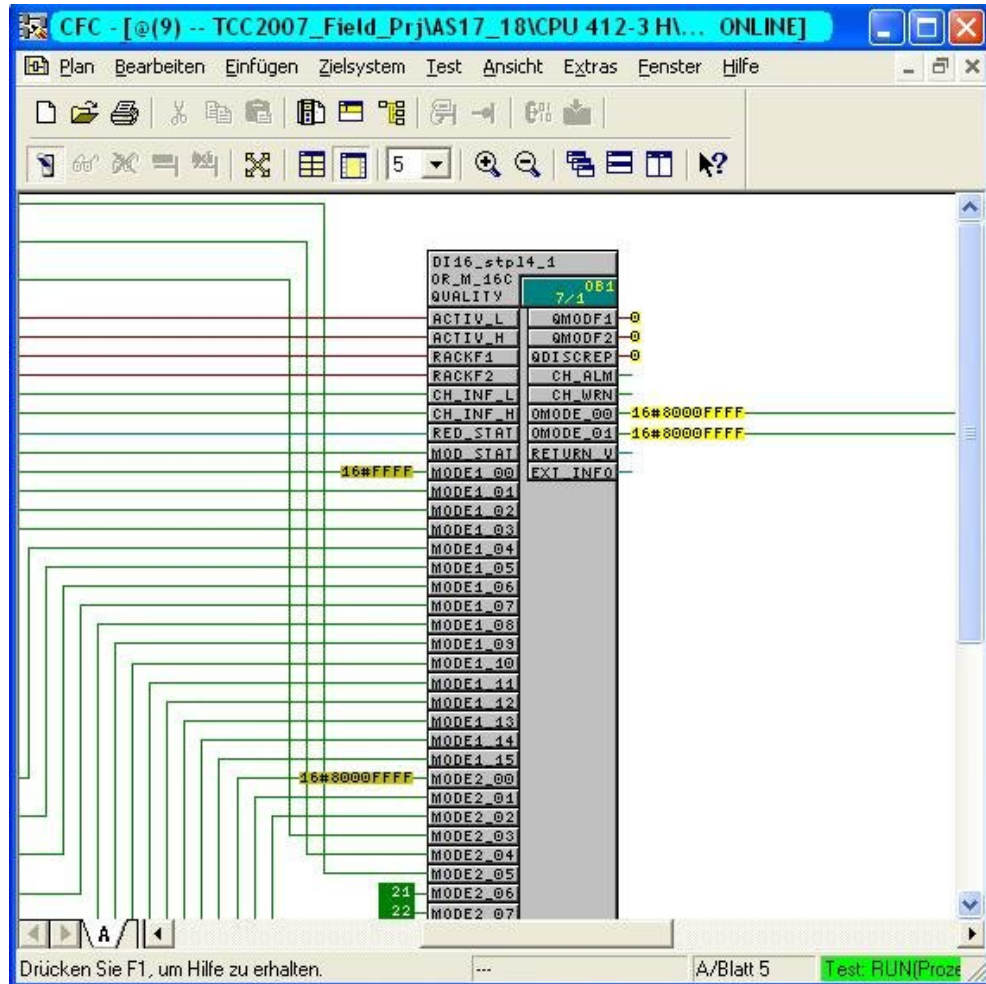 CFC - [@(9) -- TCC2007_Field_Prj\AS17_18\CPU 412-3 H\... ONLINE]
Plan Bearbeiten Einfügen Zielsystem Test Ansicht Extras Fenster Hilfe
5
DI16_stpl4_1
OR_M_16C OB1
QUALITY 7/1
ACTIV_L QMODF1 0
ACTIV_H QMODF2 0
RACKF1 QDISCREP 0
RACKF2 CH_ALM
CH_INF_L CH_WRN
CH_INF_H OMODE_00 16#8000FFFF
RED_STAT OMODE_01 16#8000FFFF
MOD_STAT RETURN_V
16#FFFF MODE1_00 EXT_INFO
MODE1_01
MODE1_02
MODE1_03
MODE1_04
MODE1_05
MODE1_06
MODE1_07
MODE1_08
MODE1_09
MODE1_10
MODE1_11
MODE1_12
MODE1_13
MODE1_14
MODE1_15
16#8000FFFF MODE2_00
MODE2_01
MODE2_02
MODE2_03
MODE2_04
MODE2_05
21 MODE2_06
22 MODE2_07
A
Drücken Sie F1, um Hilfe zu erhalten. --- A/Blatt 5 Test: RUN(Proze